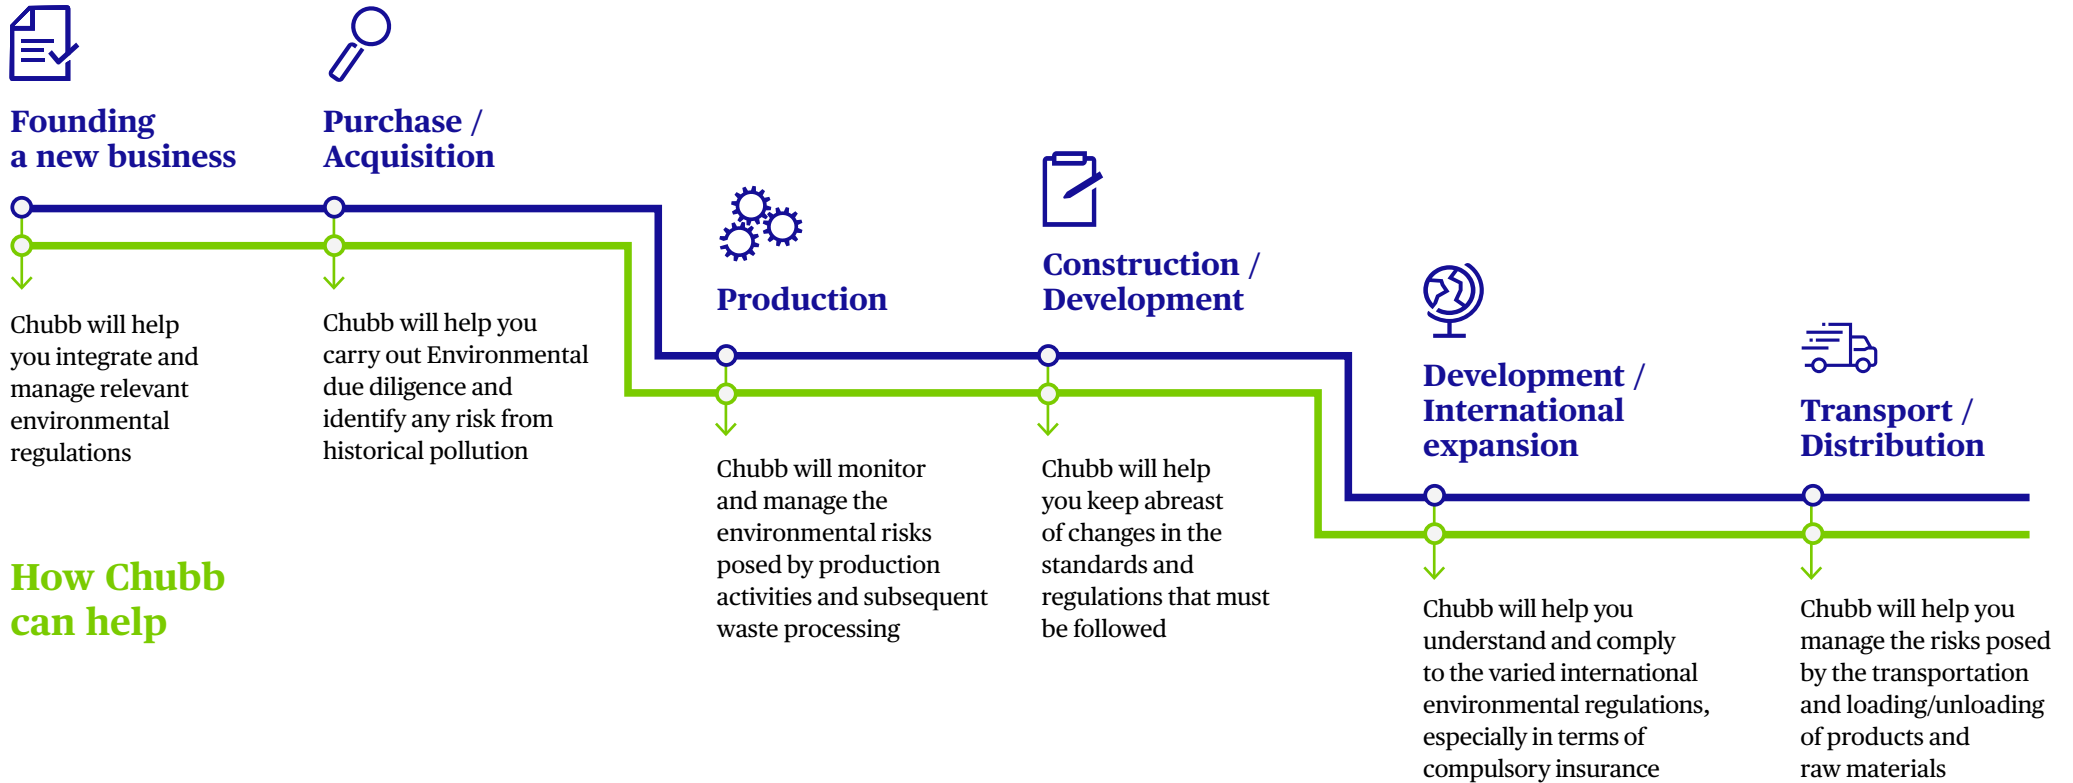 Founding
a new business
Chubb will help
you integrate and
manage relevant
environmental
regulations
Purchase /
Acquisition
Chubb will help you
carry out Environmental
due diligence and
identify any risk from
historical pollution
Production
Chubb will monitor
and manage the
environmental risks
posed by production
activities and subsequent
waste processing
Construction /
Development
Chubb will help
you keep abreast
of changes in the
standards and
regulations that must
be followed
Development /
International
expansion
Chubb will help you
understand and comply
to the varied international
environmental regulations,
especially in terms of
compulsory insurance
Transport /
Distribution
Chubb will help you
manage the risks posed
by the transportation
and loading/unloading
of products and
raw materials
How Chubb
can help